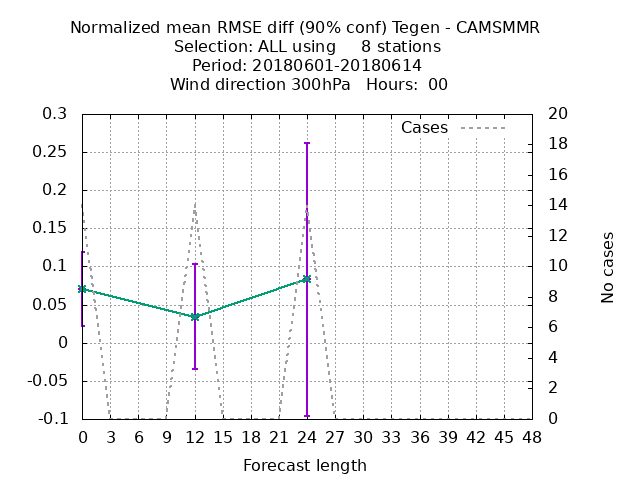 Normalized mean RMSE diff (90% conf) Tegen - CAMSMMR
Selection: ALL using 8 stations
Period: 20180601-20180614
Wind direction 300hPa Hours: 00
0.3
0.25
0.2
0.15
0.1
0.05
0
-0.05
-0.1
Cases
20
18
16
14
12
10
8
6
4
2
0
No cases
0 3 6 9 12 15 18 21 24 27 30 33 36 39 42 45 48
Forecast length